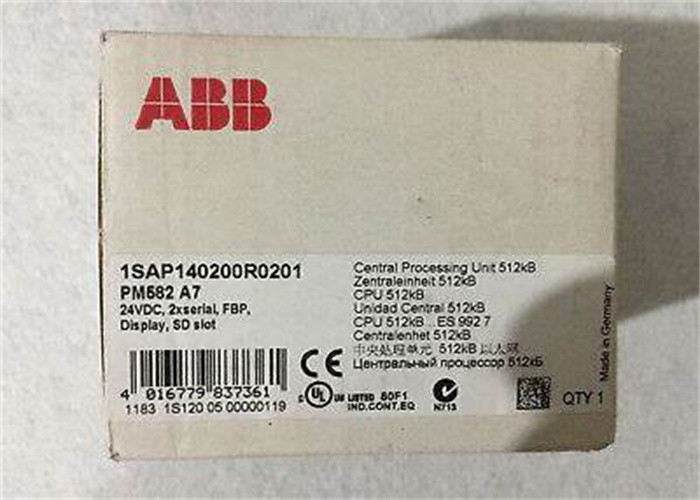 ABB
1SAP140200R0201
PM582 A7
24VDC, 2xserial, FBP,
Display, SD slot
Central Processing Unit 512kB
Zentraleinheit 512kB
CPU 512kB
Unidad Central 512kB
CPU 512kB ES 992 7
Centralenhet 512kB
中央处理单元 512kB 以太网
Центральный процессор 512кБ
4 016779 837361
1183 1S120 05 00000119
CE
UL US LISTED 80F1
IND.CONT.EQ
N713
QTY 1
Made in Germany